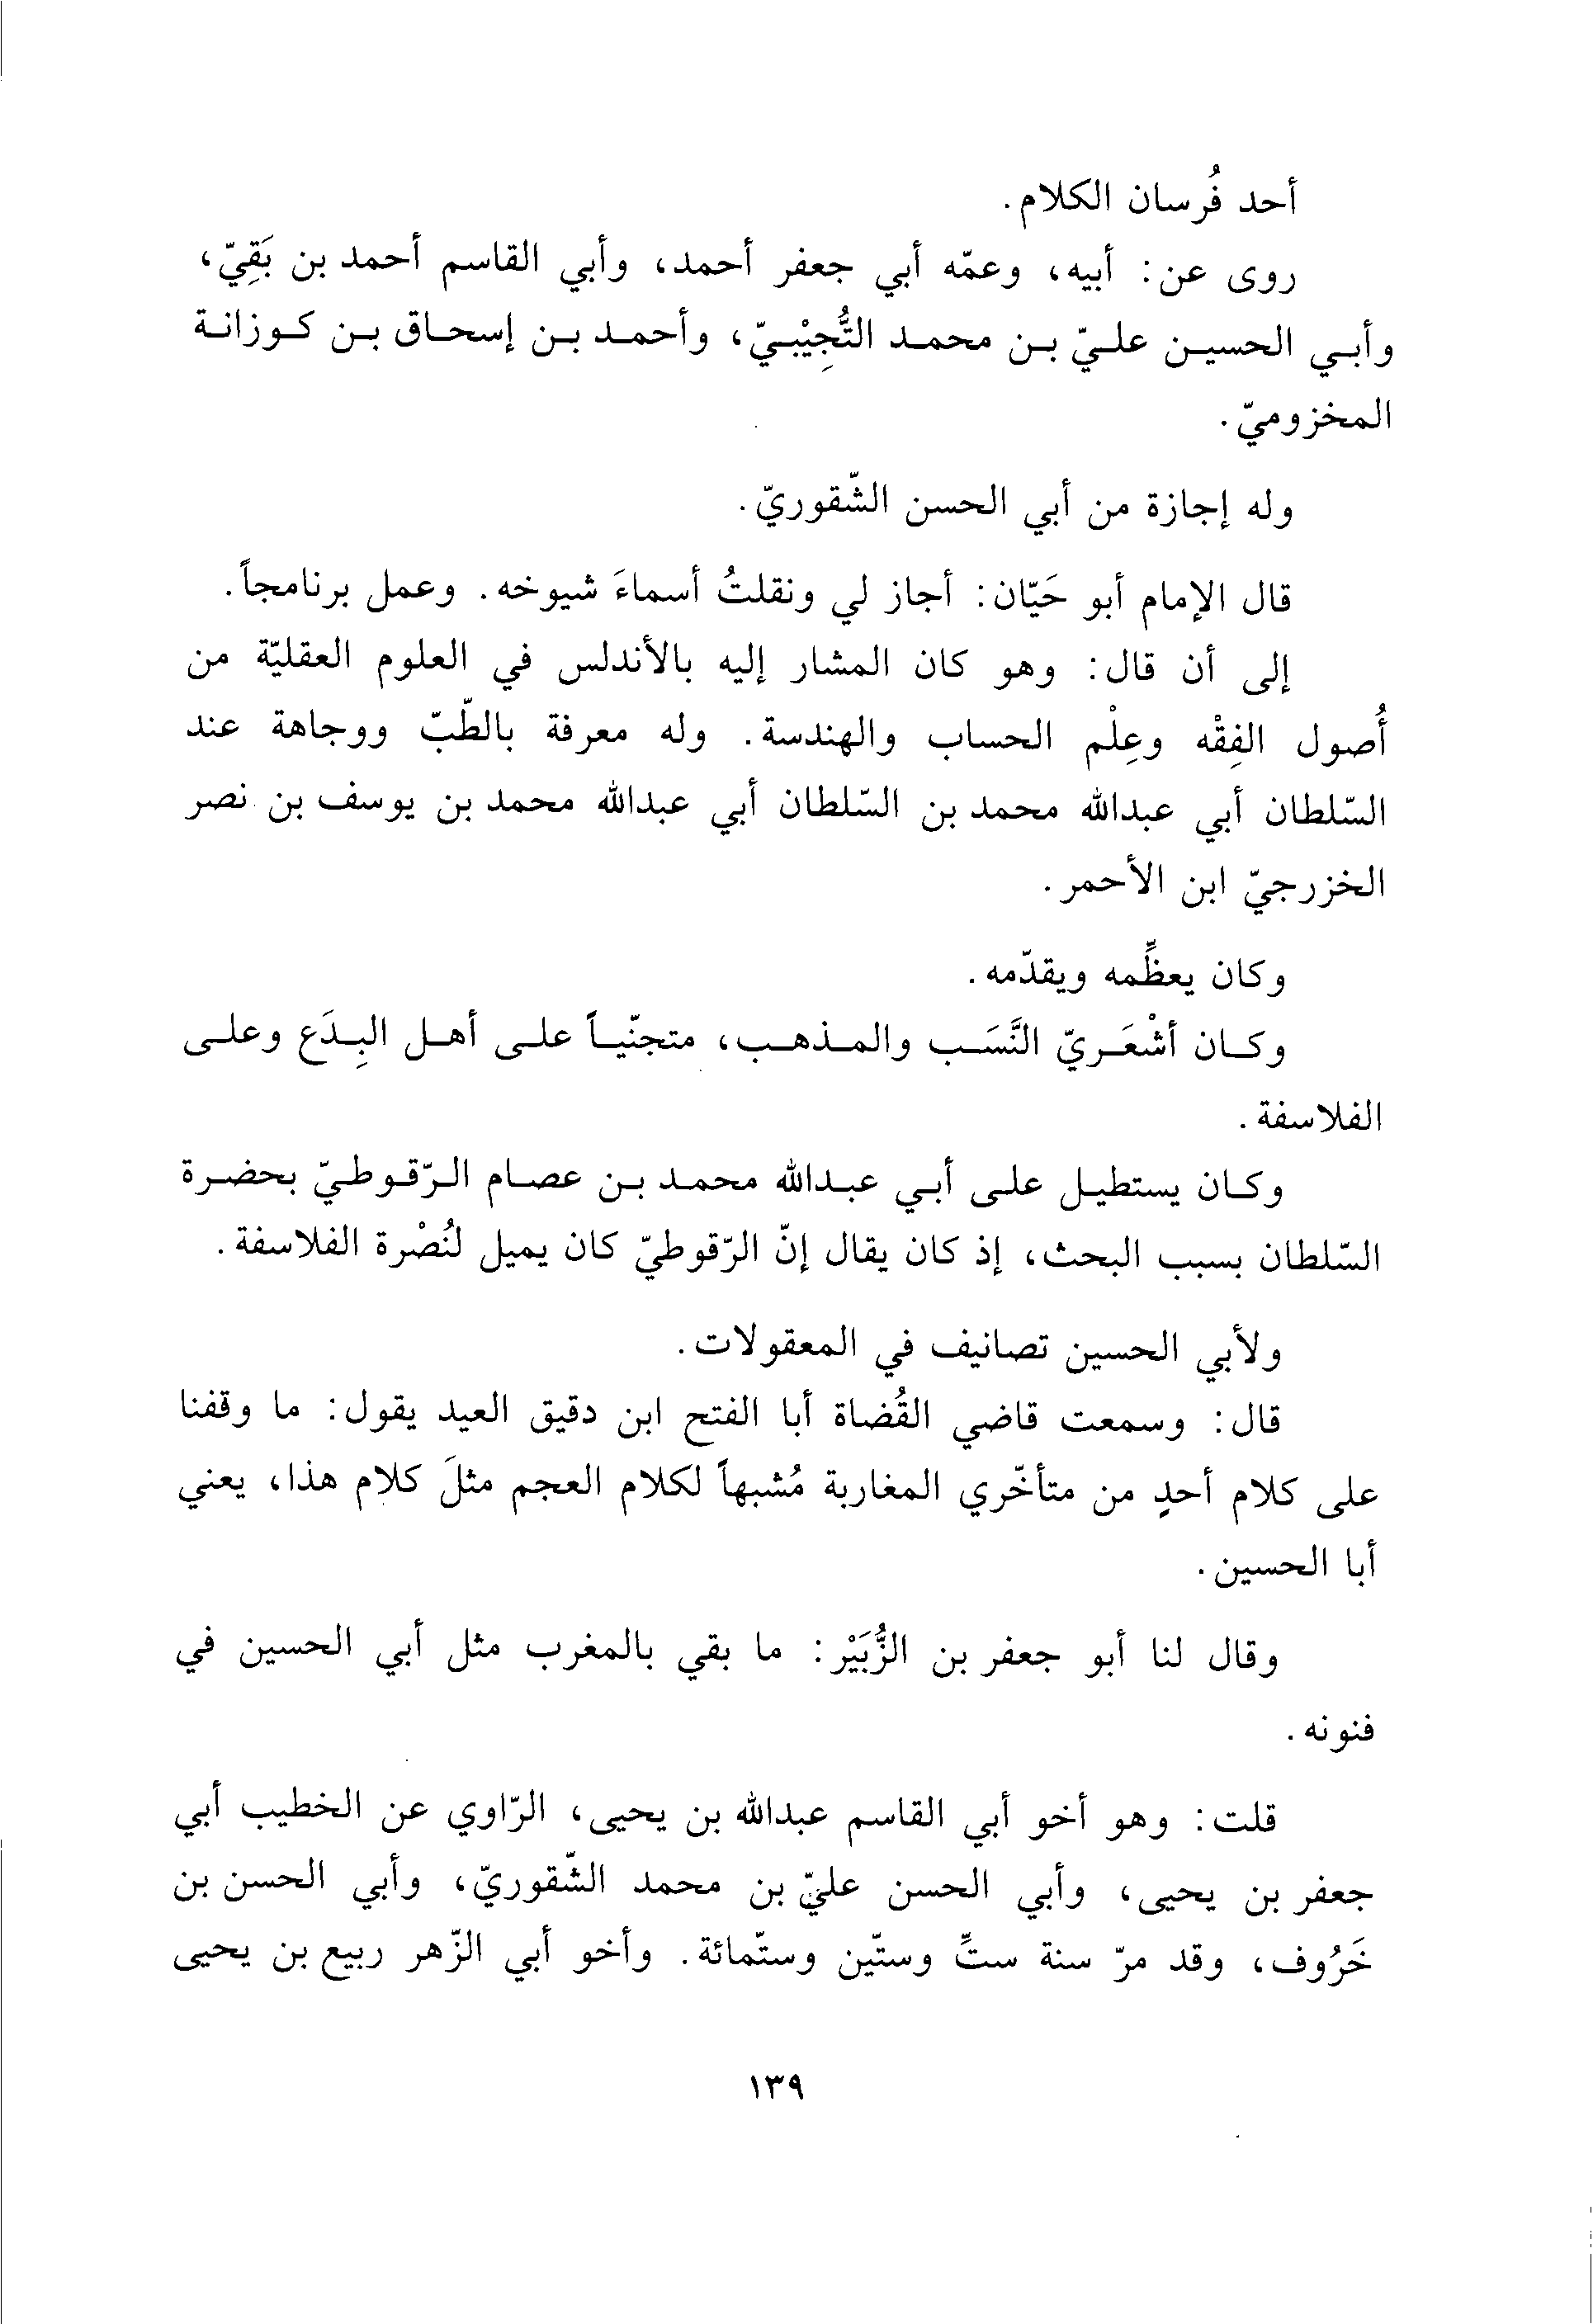 أحد فُرسان الكلام.
روى عن: أبيه، وعمّه أبي جعفر أحمد، وأبي القاسم أحمد بن بَقِيّ،
وأبي الحسين عليّ بن محمد التُّجِيْبيّ، وأحمد بن إسحاق بن كوزانة
المخزوميّ.
وله إجازة من أبي الحسن الشّقوريّ.
قال الإمام أبو حَيّان: أجاز لي ونقلتُ أسماءَ شيوخه. وعمل برنامجاً.
إلى أن قال: وهو كان المشار إليه بالأندلس في العلوم العقليّة من
أُصول الفِقْه وعِلْم الحساب والهندسة. وله معرفة بالطّبّ ووجاهة عند
السّلطان أبي عبدالله محمد بن السّلطان أبي عبدالله محمد بن يوسف بن نصر
الخزرجيّ ابن الأحمر.
وكان يعظِّمه ويقدّمه.
وكان أشْعَريّ النَّسَب والمذهب، متجنّياً على أهل البِدَع وعلى
الفلاسفة.
وكان يستطيل على أبي عبدالله محمد بن عصام الرّقوطيّ بحضرة
السّلطان بسبب البحث، إذ كان يقال إنّ الرّقوطيّ كان يميل لنُصْرة الفلاسفة.
ولأبي الحسين تصانيف في المعقولات.
قال: وسمعت قاضي القُضاة أبا الفتح ابن دقيق العيد يقول: ما وقفنا
على كلام أحدٍ من متأخّري المغاربة مُشبهاً لكلام العجم مثلَ كلام هذا، يعني
أبا الحسين.
وقال لنا أبو جعفر بن الزُّبَيْر: ما بقي بالمغرب مثل أبي الحسين في
فنونه.
قلت: وهو أخو أبي القاسم عبدالله بن يحيى، الرّاوي عن الخطيب أبي
جعفر بن يحيى، وأبي الحسن عليّ بن محمد الشّقوريّ، وأبي الحسن بن
خَرُوف، وقد مرّ سنة ستٍّ وستّين وستّمائة. وأخو أبي الزّهر ربيع بن يحيى
١٣٩